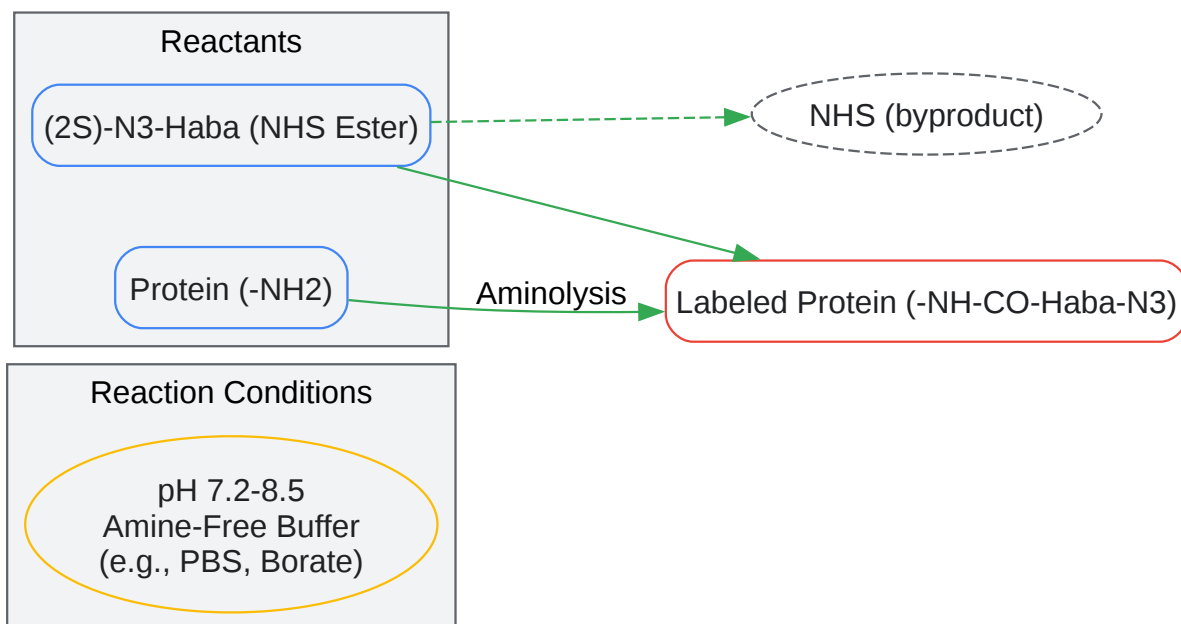 Reactants
(2S)-N3-Haba (NHS Ester)
NHS (byproduct)
Protein (-NH2)
Aminolysis
Labeled Protein (-NH-CO-Haba-N3)
Reaction Conditions
pH 7.2-8.5
Amine-Free Buffer
(e.g., PBS, Borate)